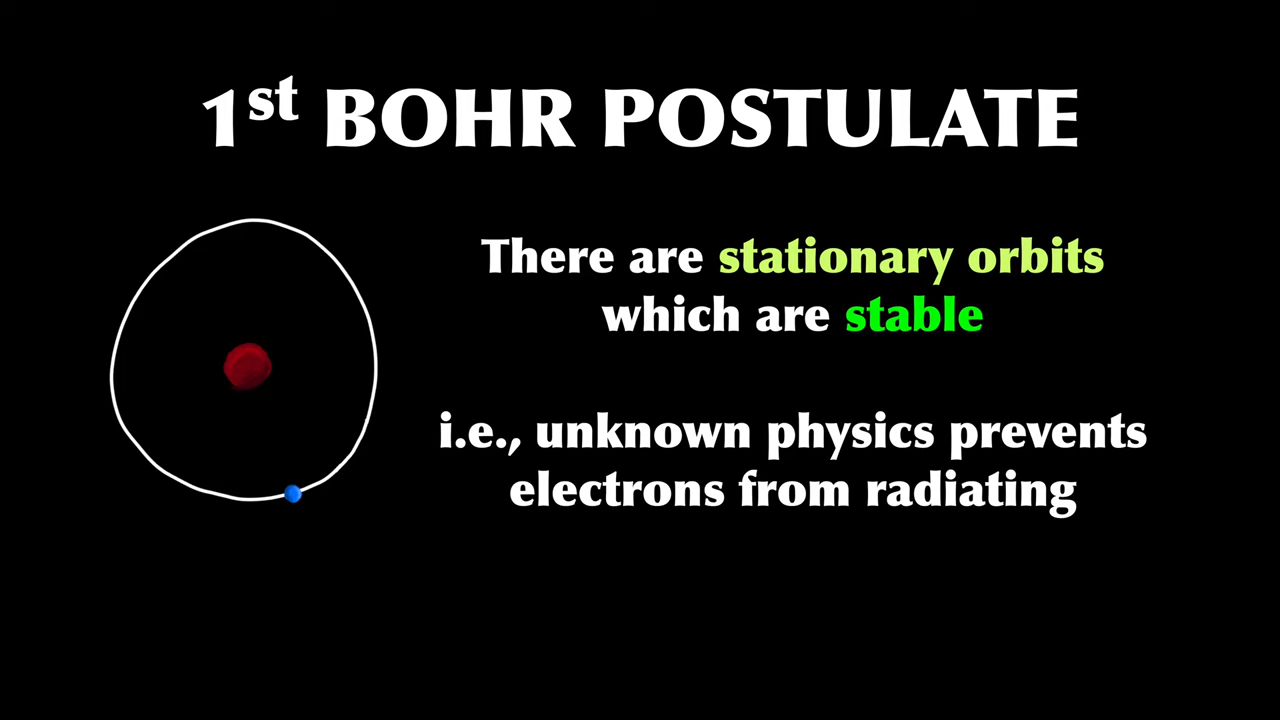 1st BOHR POSTULATE
There are stationary orbits
which are stable
i.e., unknown physics prevents
electrons from radiating